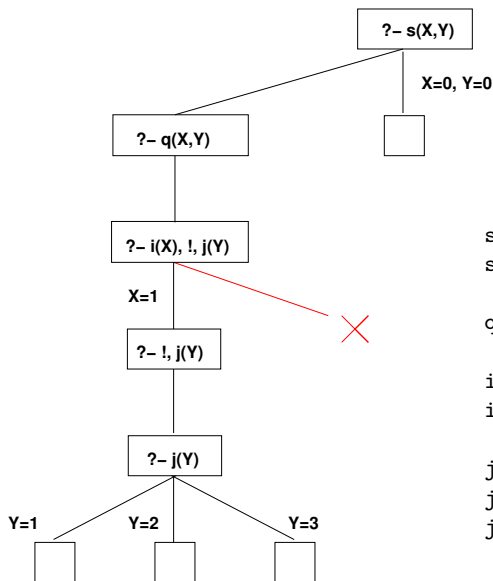 ?– s(X,Y)
X=0, Y=0
?– q(X,Y)
?– i(X), !, j(Y)
s
s
X=1
q
?– !, j(Y)
i
i
?– j(Y)
j
j
Y=1 Y=2 Y=3
j